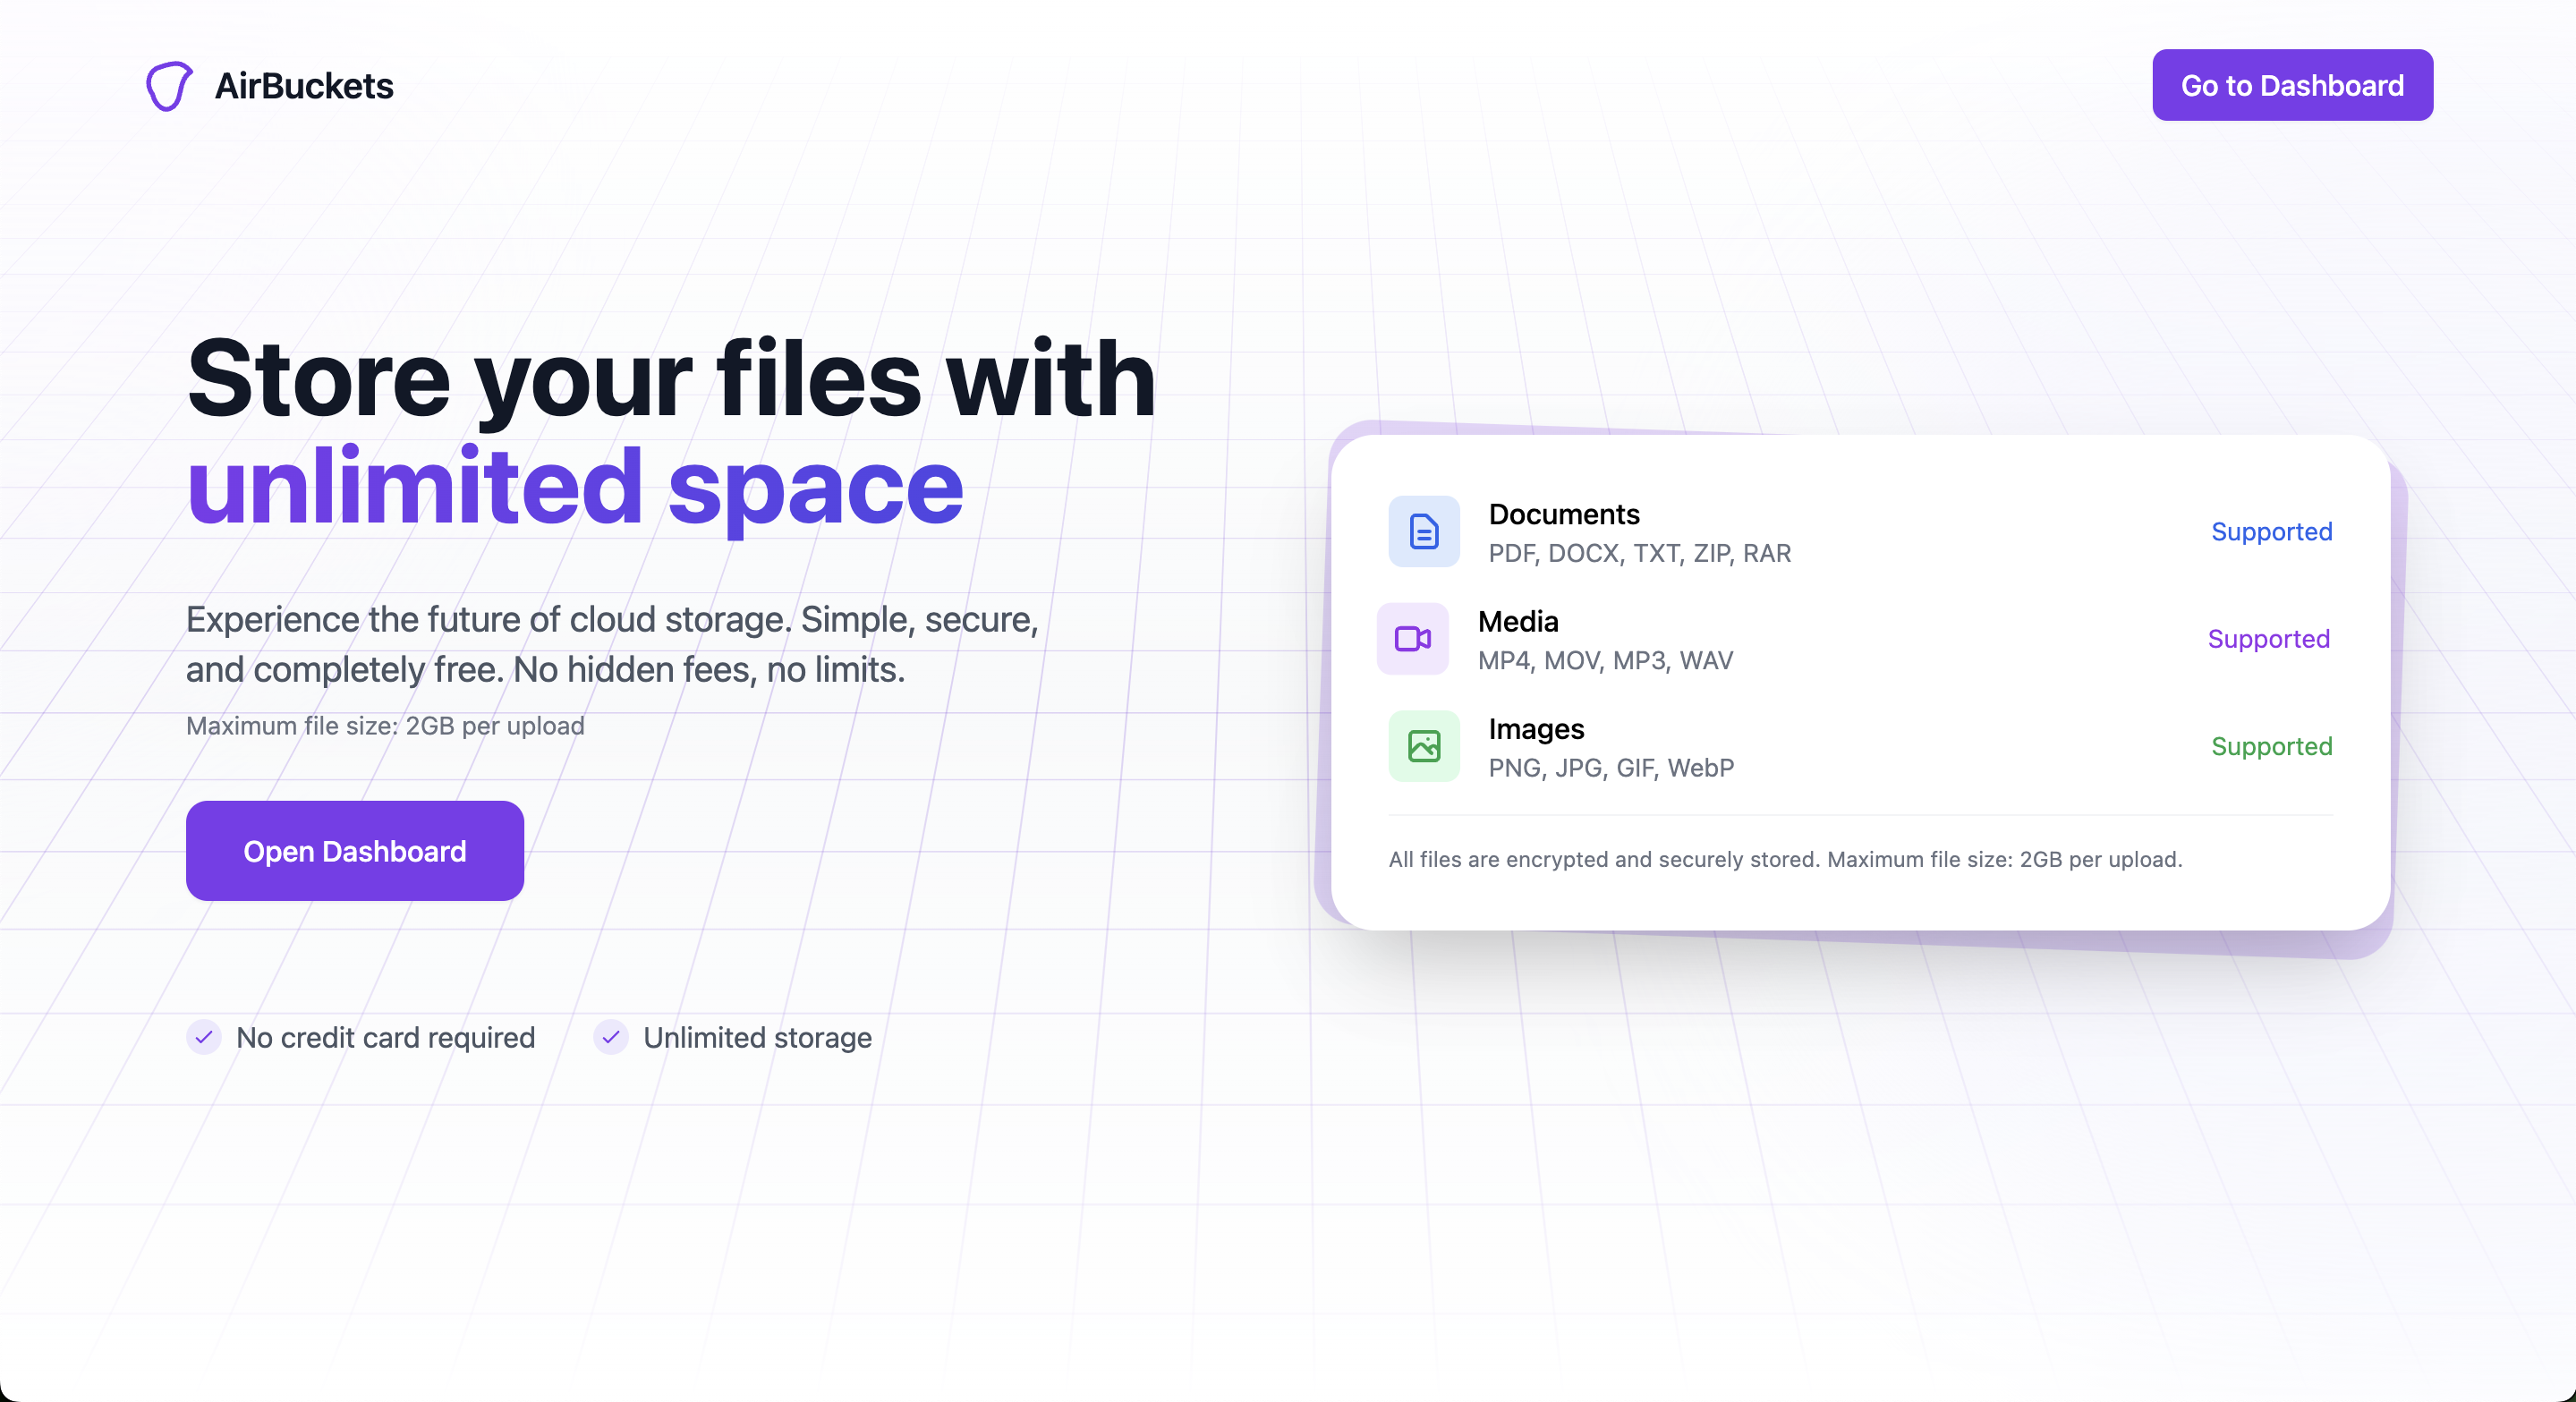 AirBuckets
Go to Dashboard
Store your files with
unlimited space
Experience the future of cloud storage. Simple, secure,
and completely free. No hidden fees, no limits.
Maximum file size: 2GB per upload
Open Dashboard
No credit card required
Unlimited storage
Documents
PDF, DOCX, TXT, ZIP, RAR
Supported
Media
MP4, MOV, MP3, WAV
Supported
Images
PNG, JPG, GIF, WebP
Supported
All files are encrypted and securely stored. Maximum file size: 2GB per upload.